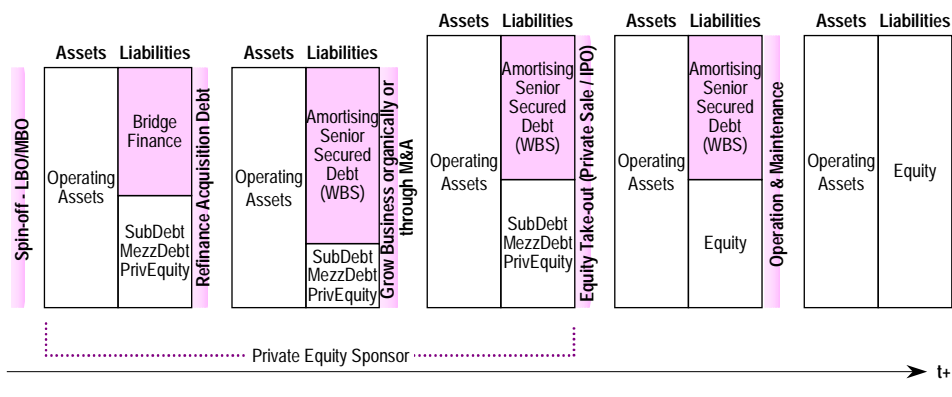 Assets Liabilities
Assets Liabilities
Assets Liabilities
Assets Liabilities
Assets Liabilities
Spin-off - LBO/MBO
Operating
Assets
Bridge
Finance
SubDebt
MezzDebt
PrivEquity
Refinance Acquisition Debt
Operating
Assets
Amortising
Senior
Secured
Debt
(WBS)
SubDebt
MezzDebt
PrivEquity
Grow Business organically or
through M&A
Operating
Assets
Amortising
Senior
Secured
Debt
(WBS)
SubDebt
MezzDebt
PrivEquity
Equity Take-out (Private Sale / IPO)
Operating
Assets
Amortising
Senior
Secured
Debt
(WBS)
Equity
Operation & Maintenance
Operating
Assets
Equity
Private Equity Sponsor
t+